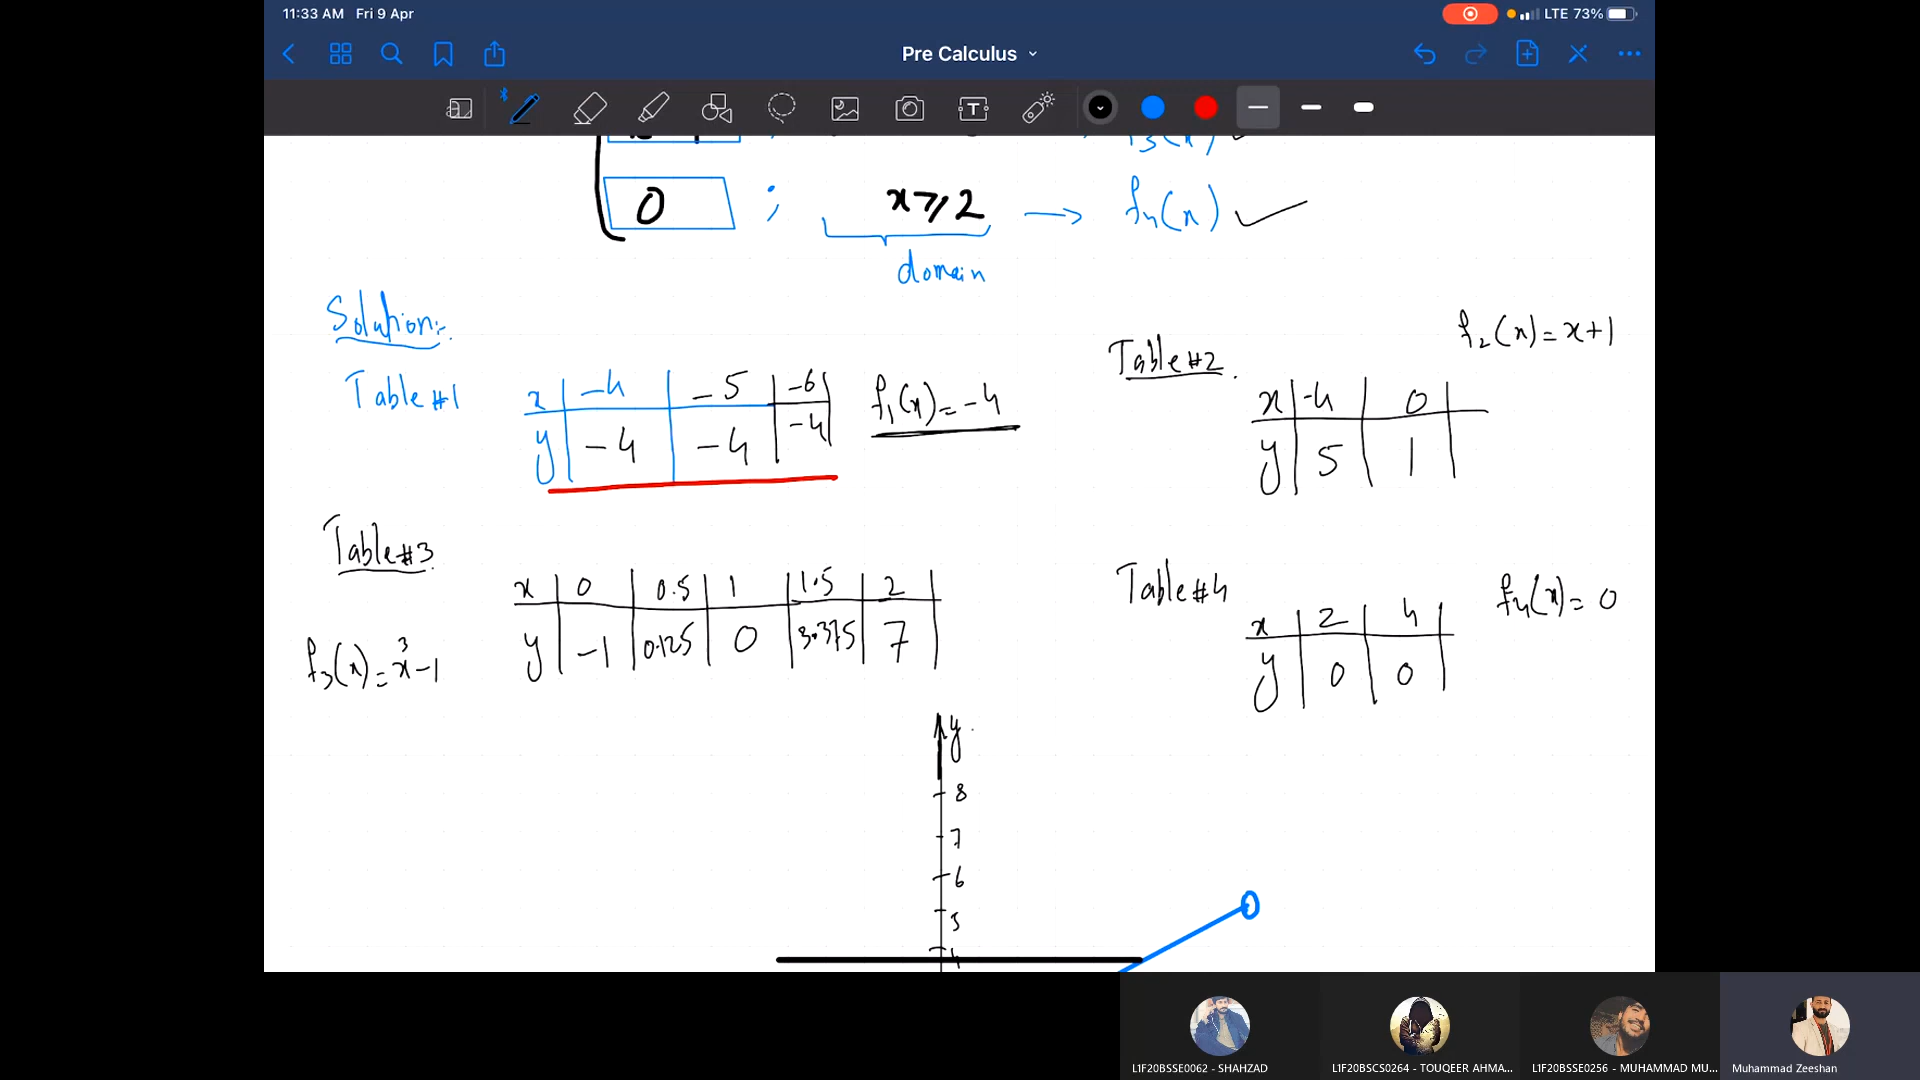 11:33 AM Fri 9 Apr
LTE 73%
Pre Calculus
f3(x)
0 ; x ≥ 2 → f4(x) ✓
domain
Solution:
Table #1
x | -4 | -5 | -6
y | -4 | -4 | -4
f1(x) = -4
Table #2
f2(x) = x+1
x | -4 | 0
y | 5 | 1
Table #3
f3(x) = x³-1
x | 0 | 0.5 | 1 | 1.5 | 2
y | -1 | 0.125 | 0 | 3.375 | 7
Table #4
f4(x) = 0
x | 2 | 4
y | 0 | 0
y
8
7
6
5
4
L1F20BSSE0062 - SHAHZAD
L1F20BSCS0264 - TOUQEER AHMA...
L1F20BSSE0256 - MUHAMMAD MU...
Muhammad Zeeshan